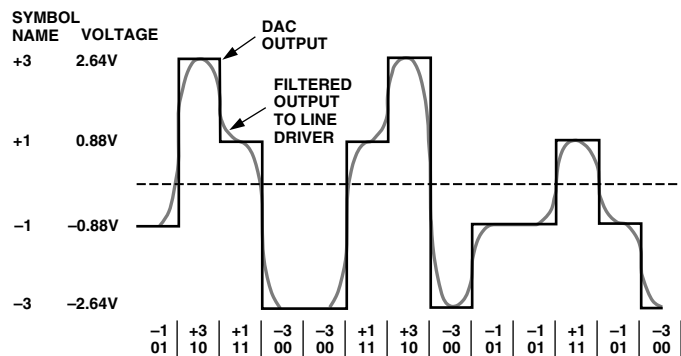 SYMBOL
NAME VOLTAGE
DAC
OUTPUT
+3 2.64V
FILTERED
OUTPUT
TO LINE
DRIVER
+1 0.88V
–1 –0.88V
–3 –2.64V
–1 +3 +1 –3 –3 +1 +3 –3 –1 –1 +1 –1 –3
01 10 11 00 00 11 10 00 01 01 11 01 00